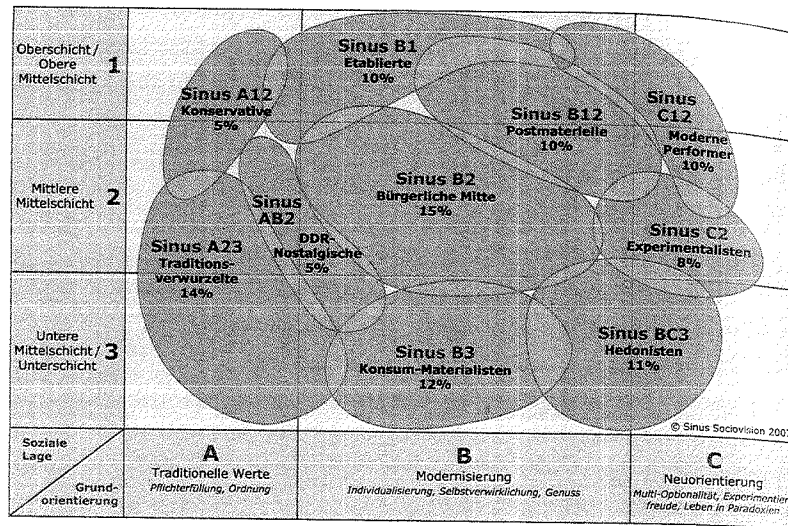 Oberschicht /
Obere
Mittelschicht
1
Mittlere
Mittelschicht
2
Untere
Mittelschicht /
Unterschicht
3
Sinus B1
Etablierte
10%
Sinus A12
Konservative
5%
Sinus B12
Postmaterielle
10%
Sinus
C12
Moderne
Performer
10%
Sinus
AB2
DDR-
Nostalgische
5%
Sinus B2
Bürgerliche Mitte
15%
Sinus C2
Experimentalisten
8%
Sinus A23
Traditions-
verwurzelte
14%
Sinus B3
Konsum-Materialisten
12%
Sinus BC3
Hedonisten
11%
© Sinus Sociovision 2007
Soziale
Lage
Grund-
orientierung
A
Traditionelle Werte
Pflichterfüllung, Ordnung
B
Modernisierung
Individualisierung, Selbstverwirklichung, Genuss
C
Neuorientierung
Multi-Optionalität, Experimentier-
freude, Leben in Paradoxien